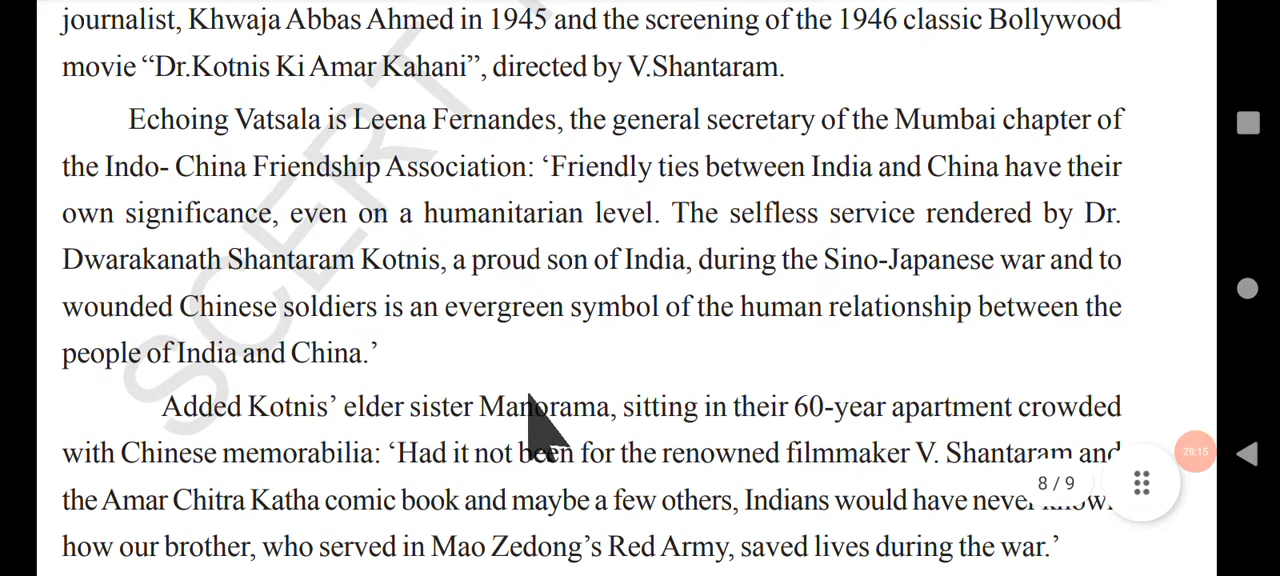 journalist, Khwaja Abbas Ahmed in 1945 and the screening of the 1946 classic Bollywood
movie “Dr.Kotnis Ki Amar Kahani”, directed by V.Shantaram.
Echoing Vatsala is Leena Fernandes, the general secretary of the Mumbai chapter of
the Indo- China Friendship Association: ‘Friendly ties between India and China have their
own significance, even on a humanitarian level. The selfless service rendered by Dr.
Dwarakanath Shantaram Kotnis, a proud son of India, during the Sino-Japanese war and to
wounded Chinese soldiers is an evergreen symbol of the human relationship between the
people of India and China.’
Added Kotnis’ elder sister Manorama, sitting in their 60-year apartment crowded
with Chinese memorabilia: ‘Had it not been for the renowned filmmaker V. Shantaram and
the Amar Chitra Katha comic book and maybe a few others, Indians would have never
how our brother, who served in Mao Zedong’s Red Army, saved lives during the war.’
SCERT
8 / 9
28:15